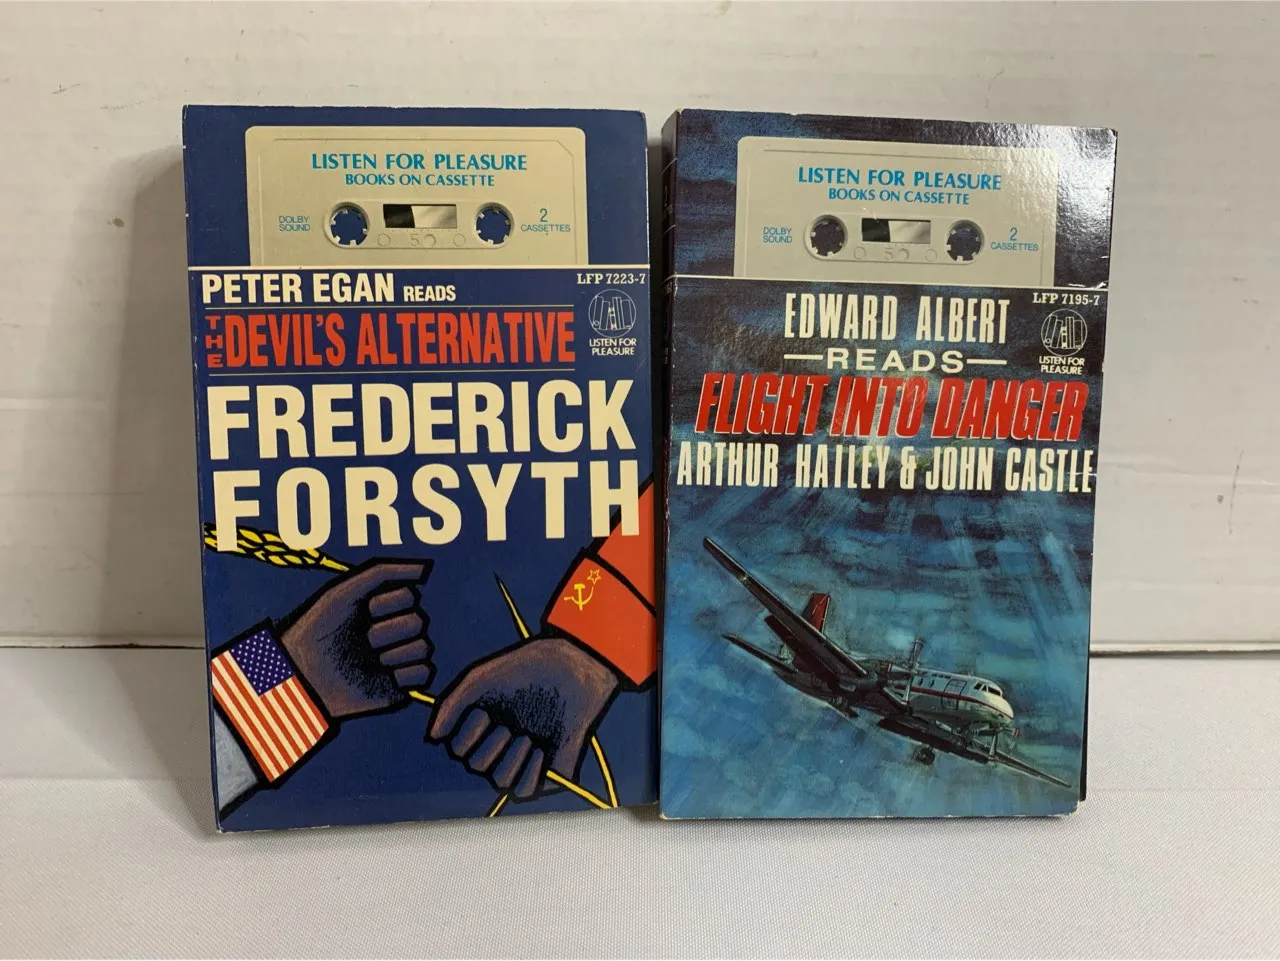 LISTEN FOR PLEASURE
BOOKS ON CASSETTE
DOLBY
SOUND
5
2
CASSETTES
PETER EGAN READS
LFP 7223-7
THE DEVIL'S ALTERNATIVE
LISTEN FOR
PLEASURE
FREDERICK
FORSYTH
LISTEN FOR PLEASURE
BOOKS ON CASSETTE
DOLBY
SOUND
5
2
CASSETTES
LFP 7195-7
EDWARD ALBERT
READS
LISTEN FOR
PLEASURE
FLIGHT INTO DANGER
ARTHUR HAILEY & JOHN CASTLE